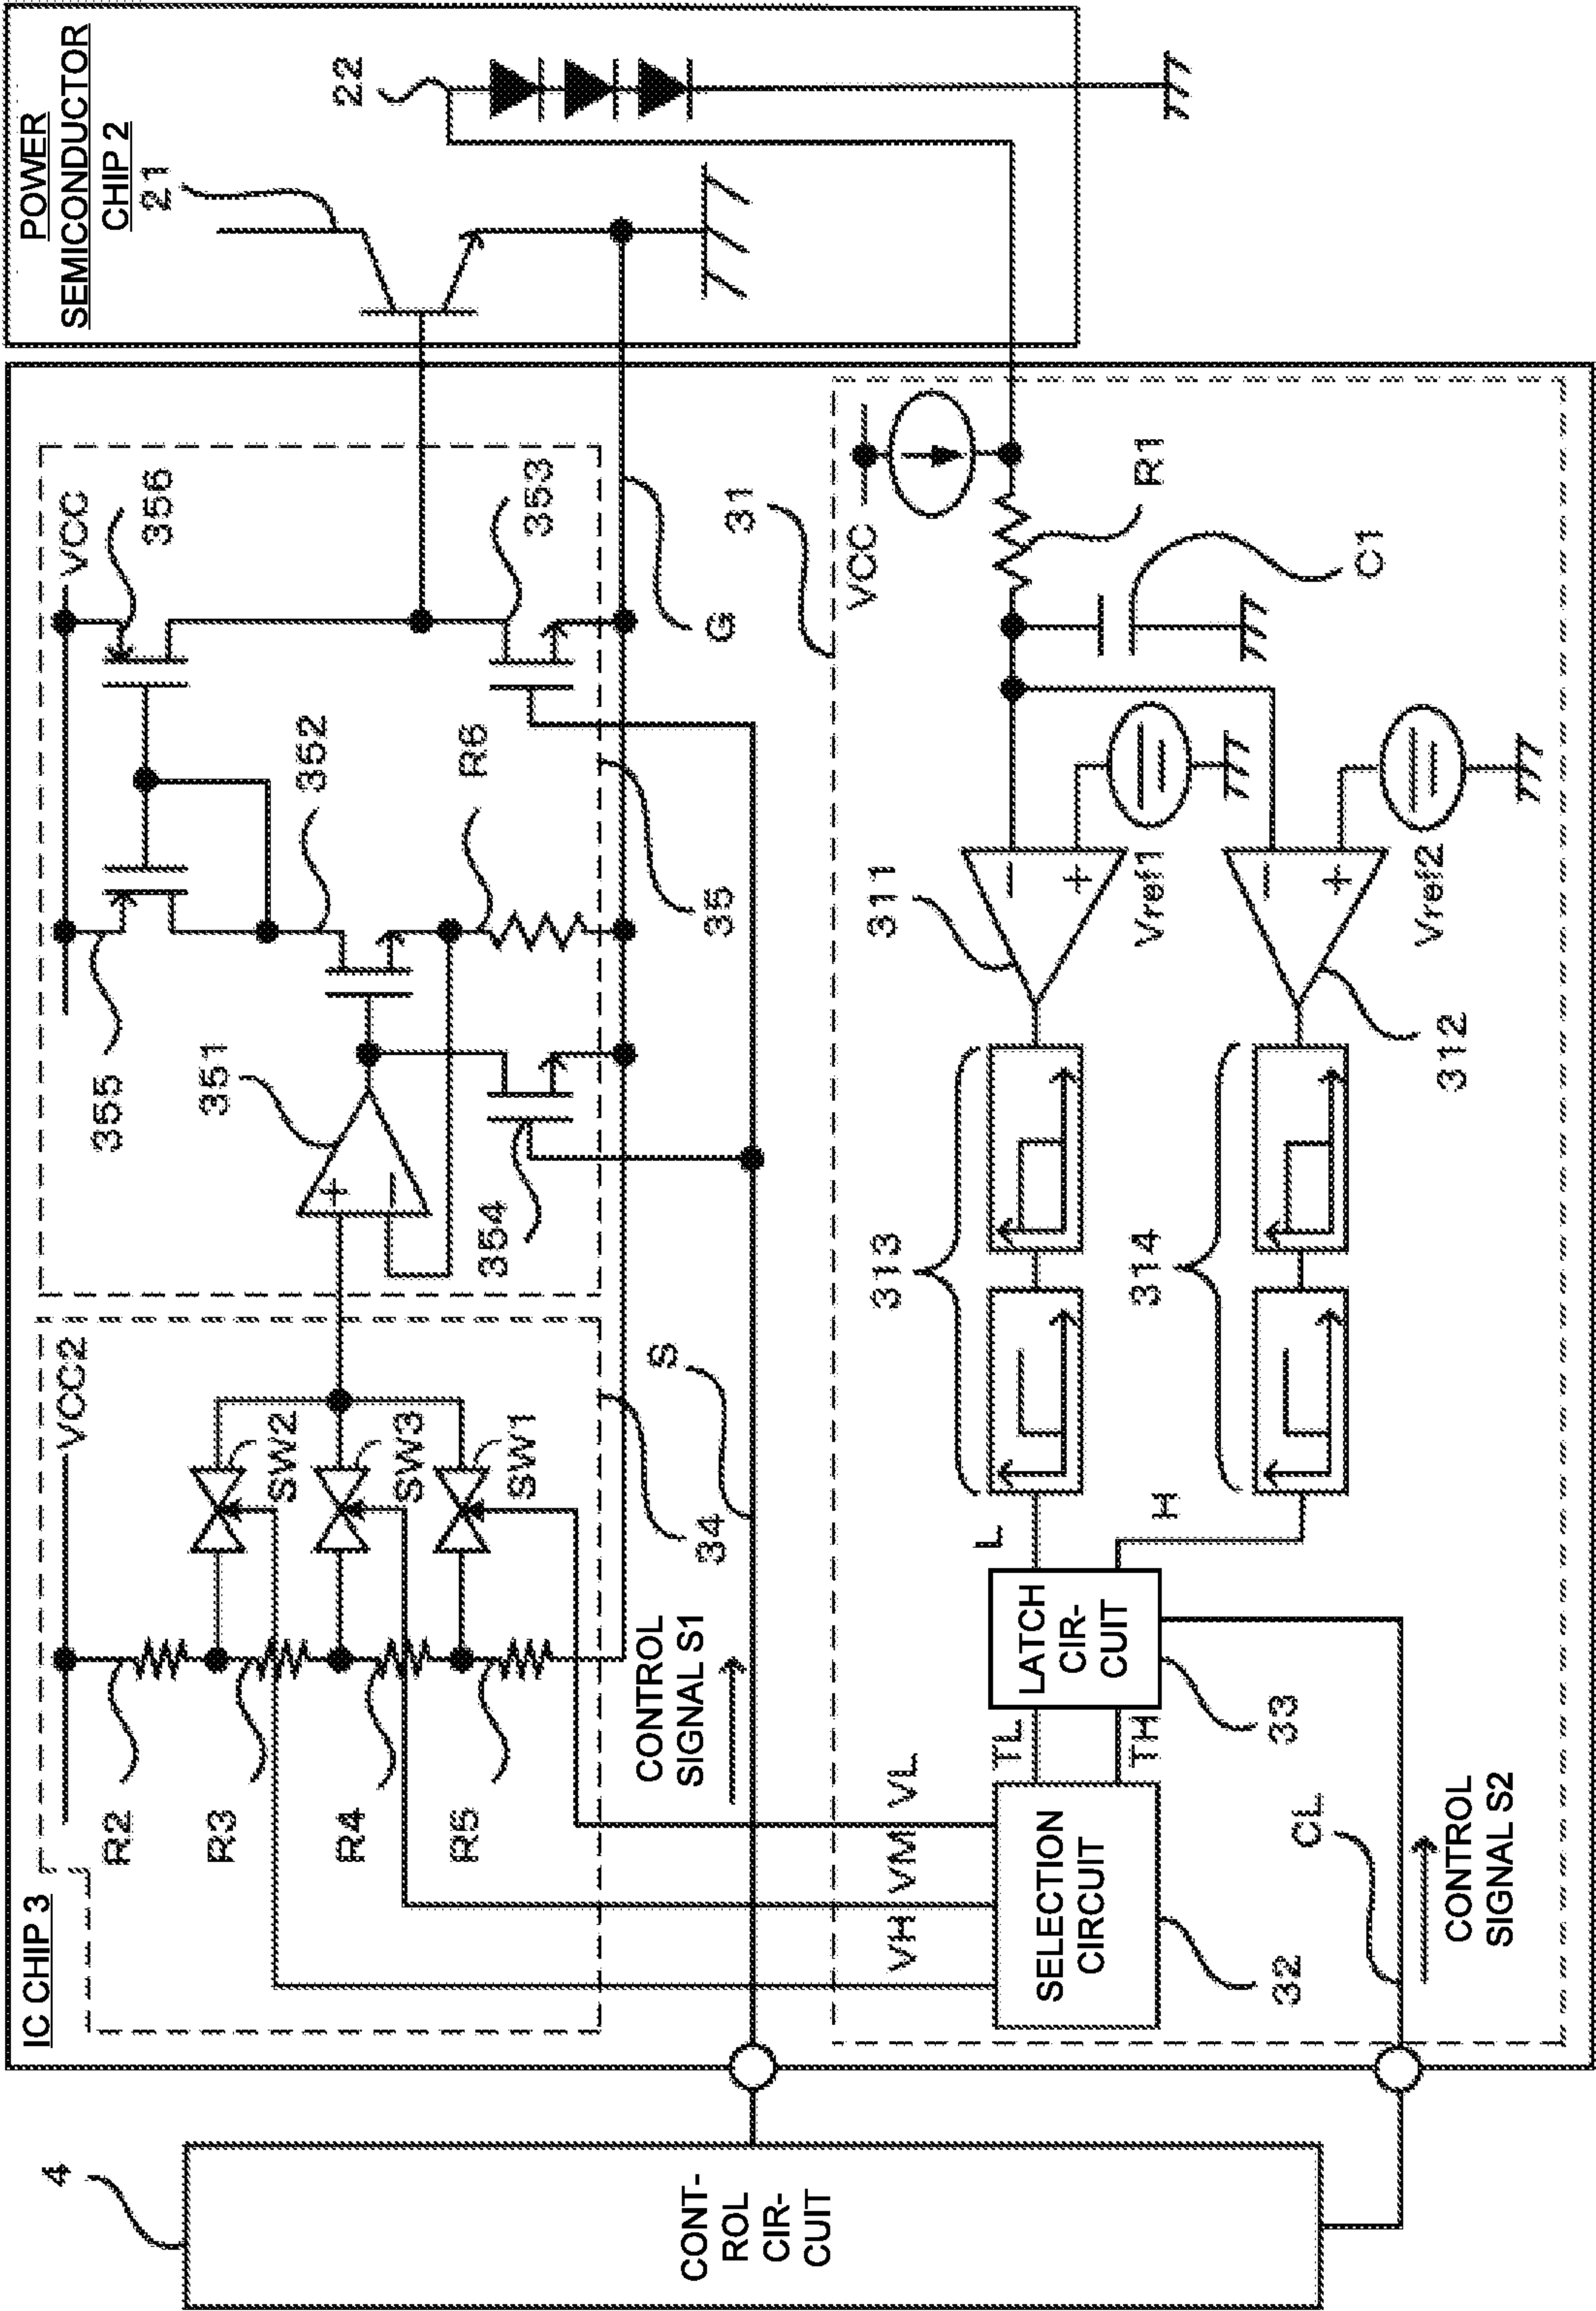 POWER
SEMICONDUCTOR
CHIP 2
21
22
IC CHIP 3
VCC2
SW2
SW3
SW1
R2
R3
R4
R5
34
VCC
355
356
352
351
R6
353
354
35
G
S
CONTROL
SIGNAL S1
31
VCC
R1
C1
311
Vref1
312
Vref2
+
−
−
+
−
+
313
314
L
H
LATCH
CIR-
CUIT
33
TL
TH
VH
VM
VL
SELECTION
CIRCUIT
32
CL
CONTROL
SIGNAL S2
4
CONT-
ROL
CIR-
CUIT